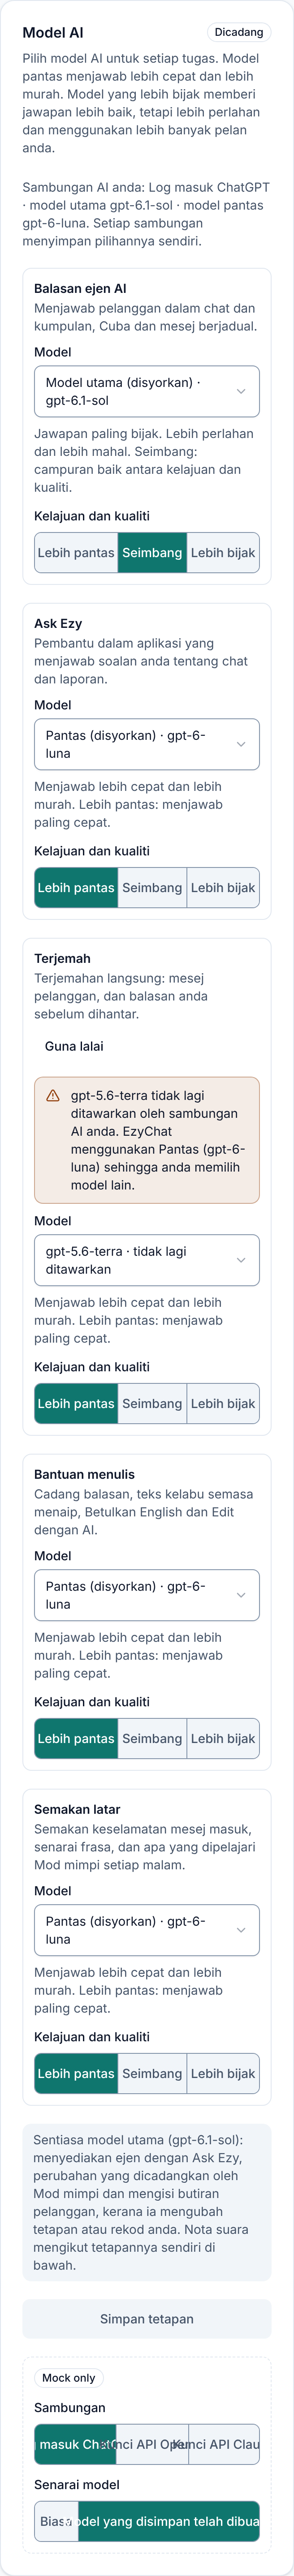 Model AI
Dicadang
Pilih model AI untuk setiap tugas. Model
pantas menjawab lebih cepat dan lebih
murah. Model yang lebih bijak memberi
jawapan lebih baik, tetapi lebih perlahan
dan menggunakan lebih banyak pelan
anda.
Sambungan AI anda: Log masuk ChatGPT
· model utama gpt-6.1-sol · model pantas
gpt-6-luna. Setiap sambungan
menyimpan pilihannya sendiri.
Balasan ejen AI
Menjawab pelanggan dalam chat dan
kumpulan, Cuba dan mesej berjadual.
Model
Model utama (disyorkan) ·
gpt-6.1-sol
Jawapan paling bijak. Lebih perlahan
dan lebih mahal. Seimbang:
campuran baik antara kelajuan dan
kualiti.
Kelajuan dan kualiti
Lebih pantas Seimbang Lebih bijak
Ask Ezy
Pembantu dalam aplikasi yang
menjawab soalan anda tentang chat
dan laporan.
Model
Pantas (disyorkan) · gpt-6-
luna
Menjawab lebih cepat dan lebih
murah. Lebih pantas: menjawab
paling cepat.
Kelajuan dan kualiti
Lebih pantas Seimbang Lebih bijak
Terjemah
Terjemahan langsung: mesej
pelanggan, dan balasan anda
sebelum dihantar.
Guna lalai
gpt-5.6-terra tidak lagi
ditawarkan oleh sambungan
AI anda. EzyChat
menggunakan Pantas (gpt-6-
luna) sehingga anda memilih
model lain.
Model
gpt-5.6-terra · tidak lagi
ditawarkan
Menjawab lebih cepat dan lebih
murah. Lebih pantas: menjawab
paling cepat.
Kelajuan dan kualiti
Lebih pantas Seimbang Lebih bijak
Bantuan menulis
Cadang balasan, teks kelabu semasa
menaip, Betulkan English dan Edit
dengan AI.
Model
Pantas (disyorkan) · gpt-6-
luna
Menjawab lebih cepat dan lebih
murah. Lebih pantas: menjawab
paling cepat.
Kelajuan dan kualiti
Lebih pantas Seimbang Lebih bijak
Semakan latar
Semakan keselamatan mesej masuk,
senarai frasa, dan apa yang dipelajari
Mod mimpi setiap malam.
Model
Pantas (disyorkan) · gpt-6-
luna
Menjawab lebih cepat dan lebih
murah. Lebih pantas: menjawab
paling cepat.
Kelajuan dan kualiti
Lebih pantas Seimbang Lebih bijak
Sentiasa model utama (gpt-6.1-sol):
menyediakan ejen dengan Ask Ezy,
perubahan yang dicadangkan oleh
Mod mimpi dan mengisi butiran
pelanggan, kerana ia mengubah
tetapan atau rekod anda. Nota suara
mengikut tetapannya sendiri di
bawah.
Simpan tetapan
Mock only
Sambungan
masuk API API
Senarai model
yang disimpan telah